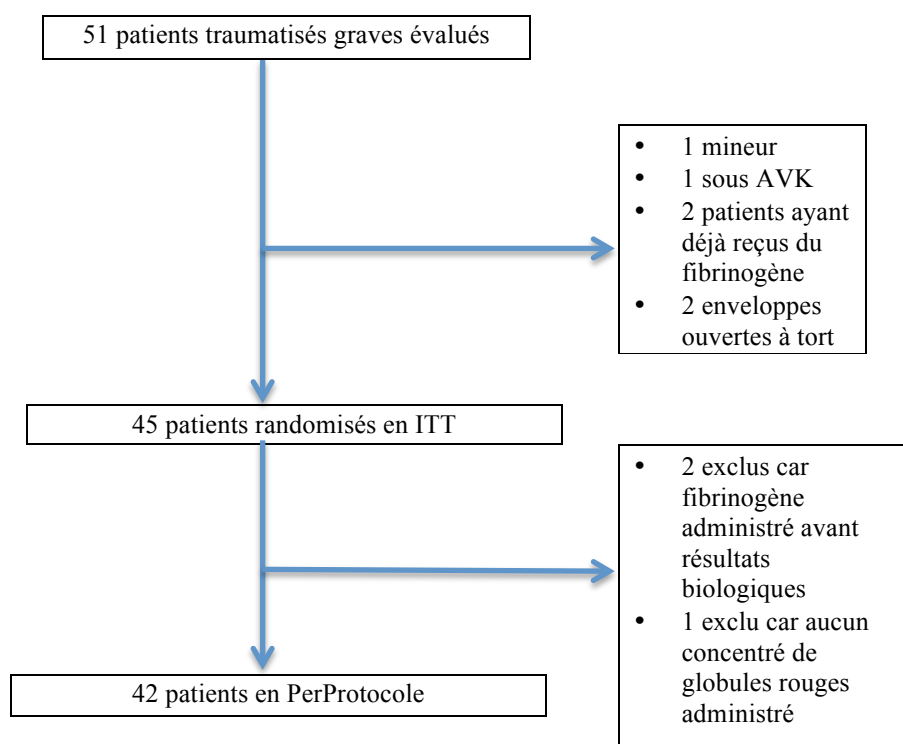 51 patients traumatisés graves évalués
• 1 mineur
• 1 sous AVK
• 2 patients ayant
déjà reçus du
fibrinogène
• 2 enveloppes
ouvertes à tort
45 patients randomisés en ITT
• 2 exclus car
fibrinogène
administré avant
résultats
biologiques
• 1 exclu car aucun
concentré de
globules rouges
administré
42 patients en PerProtocole